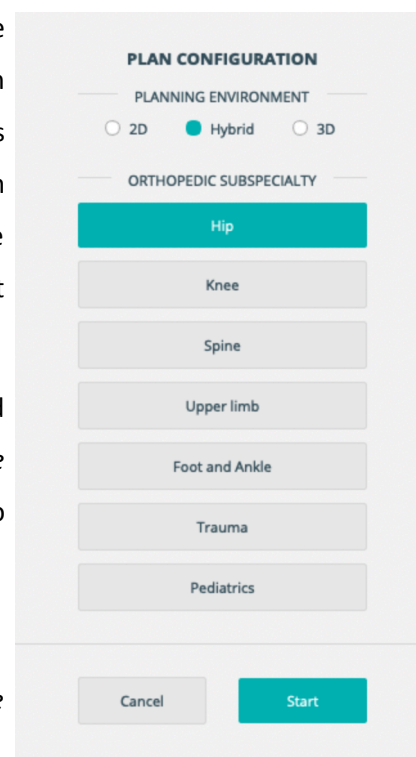 PLAN CONFIGURATION
PLANNING ENVIRONMENT
2D Hybrid 3D
ORTHOPEDIC SUBSPECIALTY
Hip
Knee
Spine
Upper limb
Foot and Ankle
Trauma
Pediatrics
Cancel Start